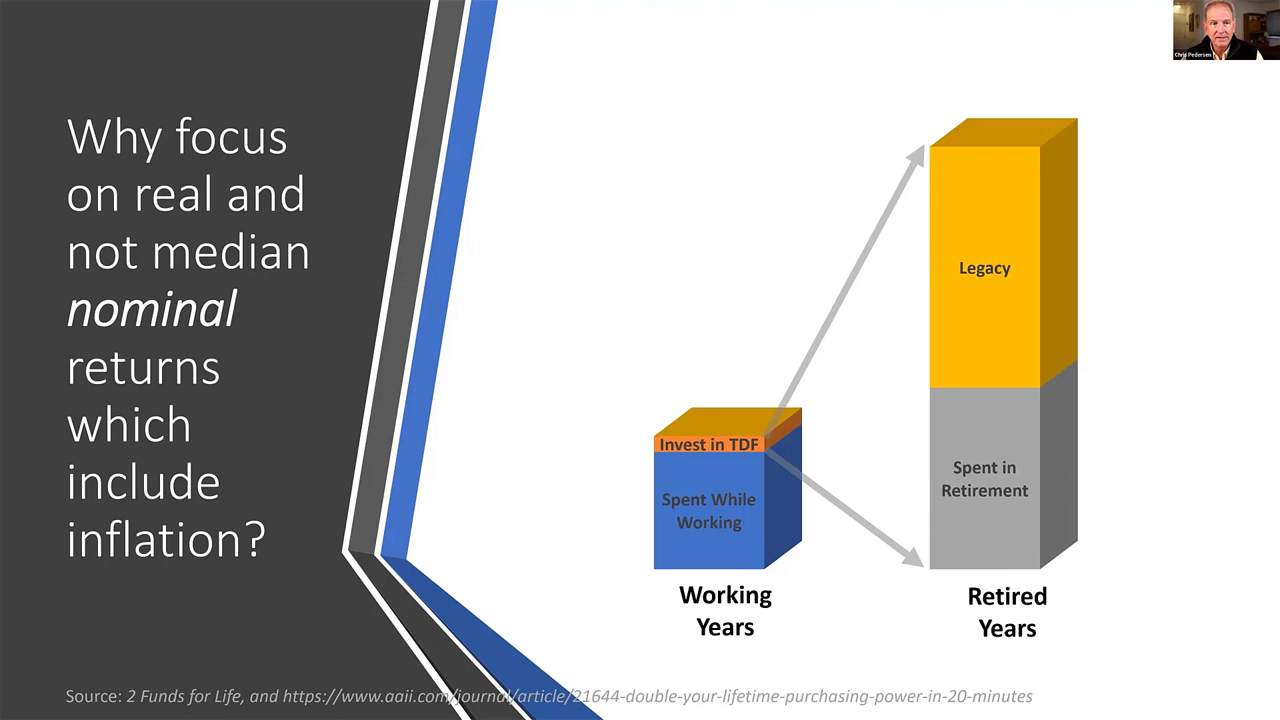 Why focus
on real and
not median
nominal
returns
which
include
inflation?
Chris Pedersen
Legacy
Invest in TDF
Spent While
Working
Spent in
Retirement
Working
Years
Retired
Years
Source: 2 Funds for Life, and https://www.aaii.com/journal/article/21644-double-your-lifetime-purchasing-power-in-20-minutes